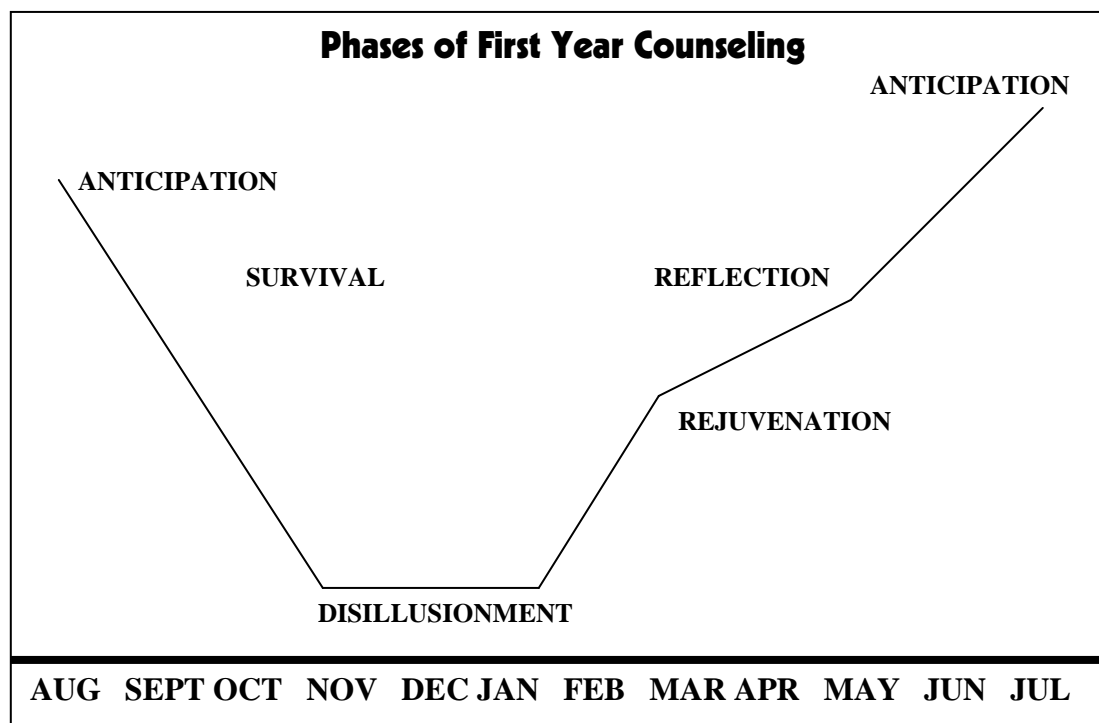 Phases of First Year Counseling
ANTICIPATION
ANTICIPATION
SURVIVAL
REFLECTION
REJUVENATION
DISILLUSIONMENT
AUG SEPT OCT NOV DEC JAN FEB MAR APR MAY JUN JUL